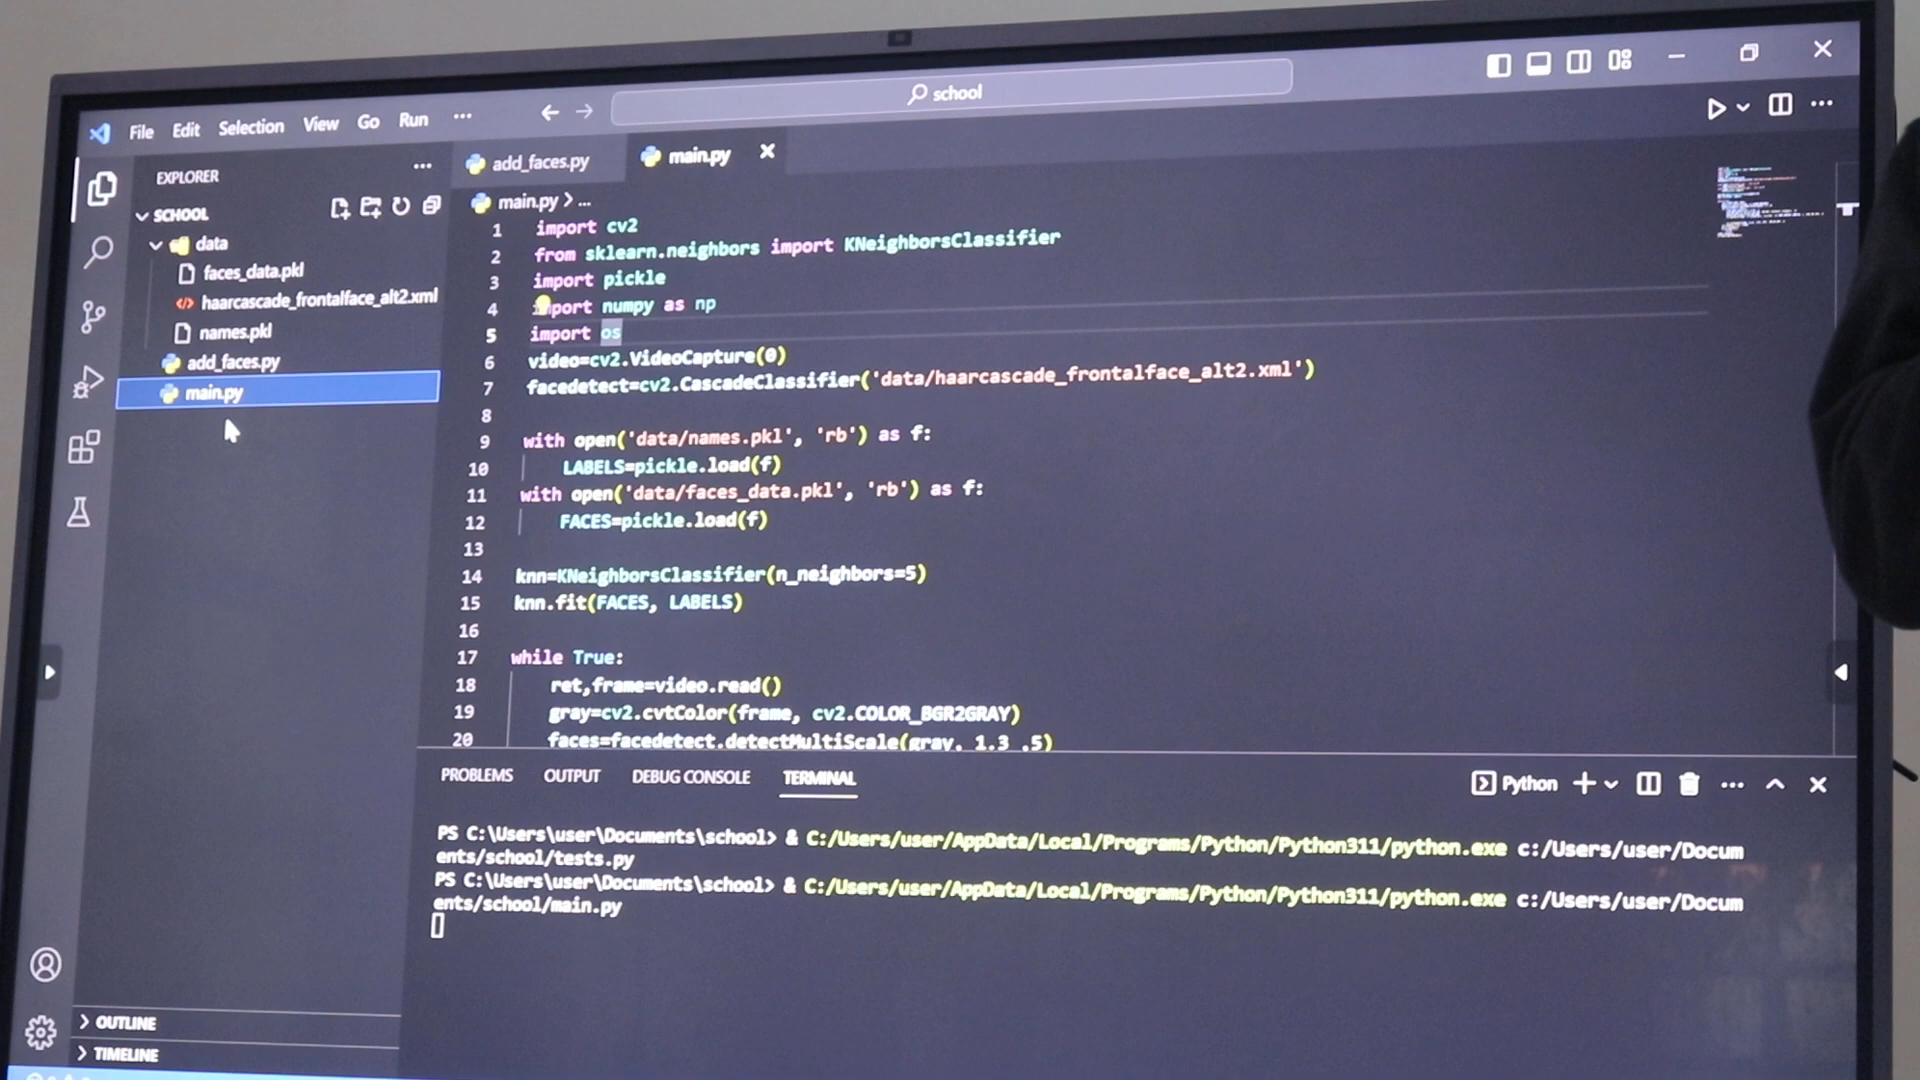 File Edit Selection View Go Run ···
school
EXPLORER
add_faces.py
main.py
SCHOOL
data
faces_data.pkl
haarcascade_frontalface_alt2.xml
names.pkl
add_faces.py
main.py
main.py > ...
1 import cv2
2 from sklearn.neighbors import KNeighborsClassifier
3 import pickle
4 import numpy as np
5 import os
6 video=cv2.VideoCapture(0)
7 facedetect=cv2.CascadeClassifier('data/haarcascade_frontalface_alt2.xml')
8
9 with open('data/names.pkl', 'rb') as f:
10 LABELS=pickle.load(f)
11 with open('data/faces_data.pkl', 'rb') as f:
12 FACES=pickle.load(f)
13
14 knn=KNeighborsClassifier(n_neighbors=5)
15 knn.fit(FACES, LABELS)
16
17 while True:
18 ret,frame=video.read()
19 gray=cv2.cvtColor(frame, cv2.COLOR_BGR2GRAY)
20 faces=facedetect.detectMultiScale(gray, 1.3 ,5)
PROBLEMS OUTPUT DEBUG CONSOLE TERMINAL
Python
PS C:\Users\user\Documents\school> & C:/Users/user/AppData/Local/Programs/Python/Python311/python.exe c:/Users/user/Docum
ents/school/tests.py
PS C:\Users\user\Documents\school> & C:/Users/user/AppData/Local/Programs/Python/Python311/python.exe c:/Users/user/Docum
ents/school/main.py
OUTLINE
TIMELINE